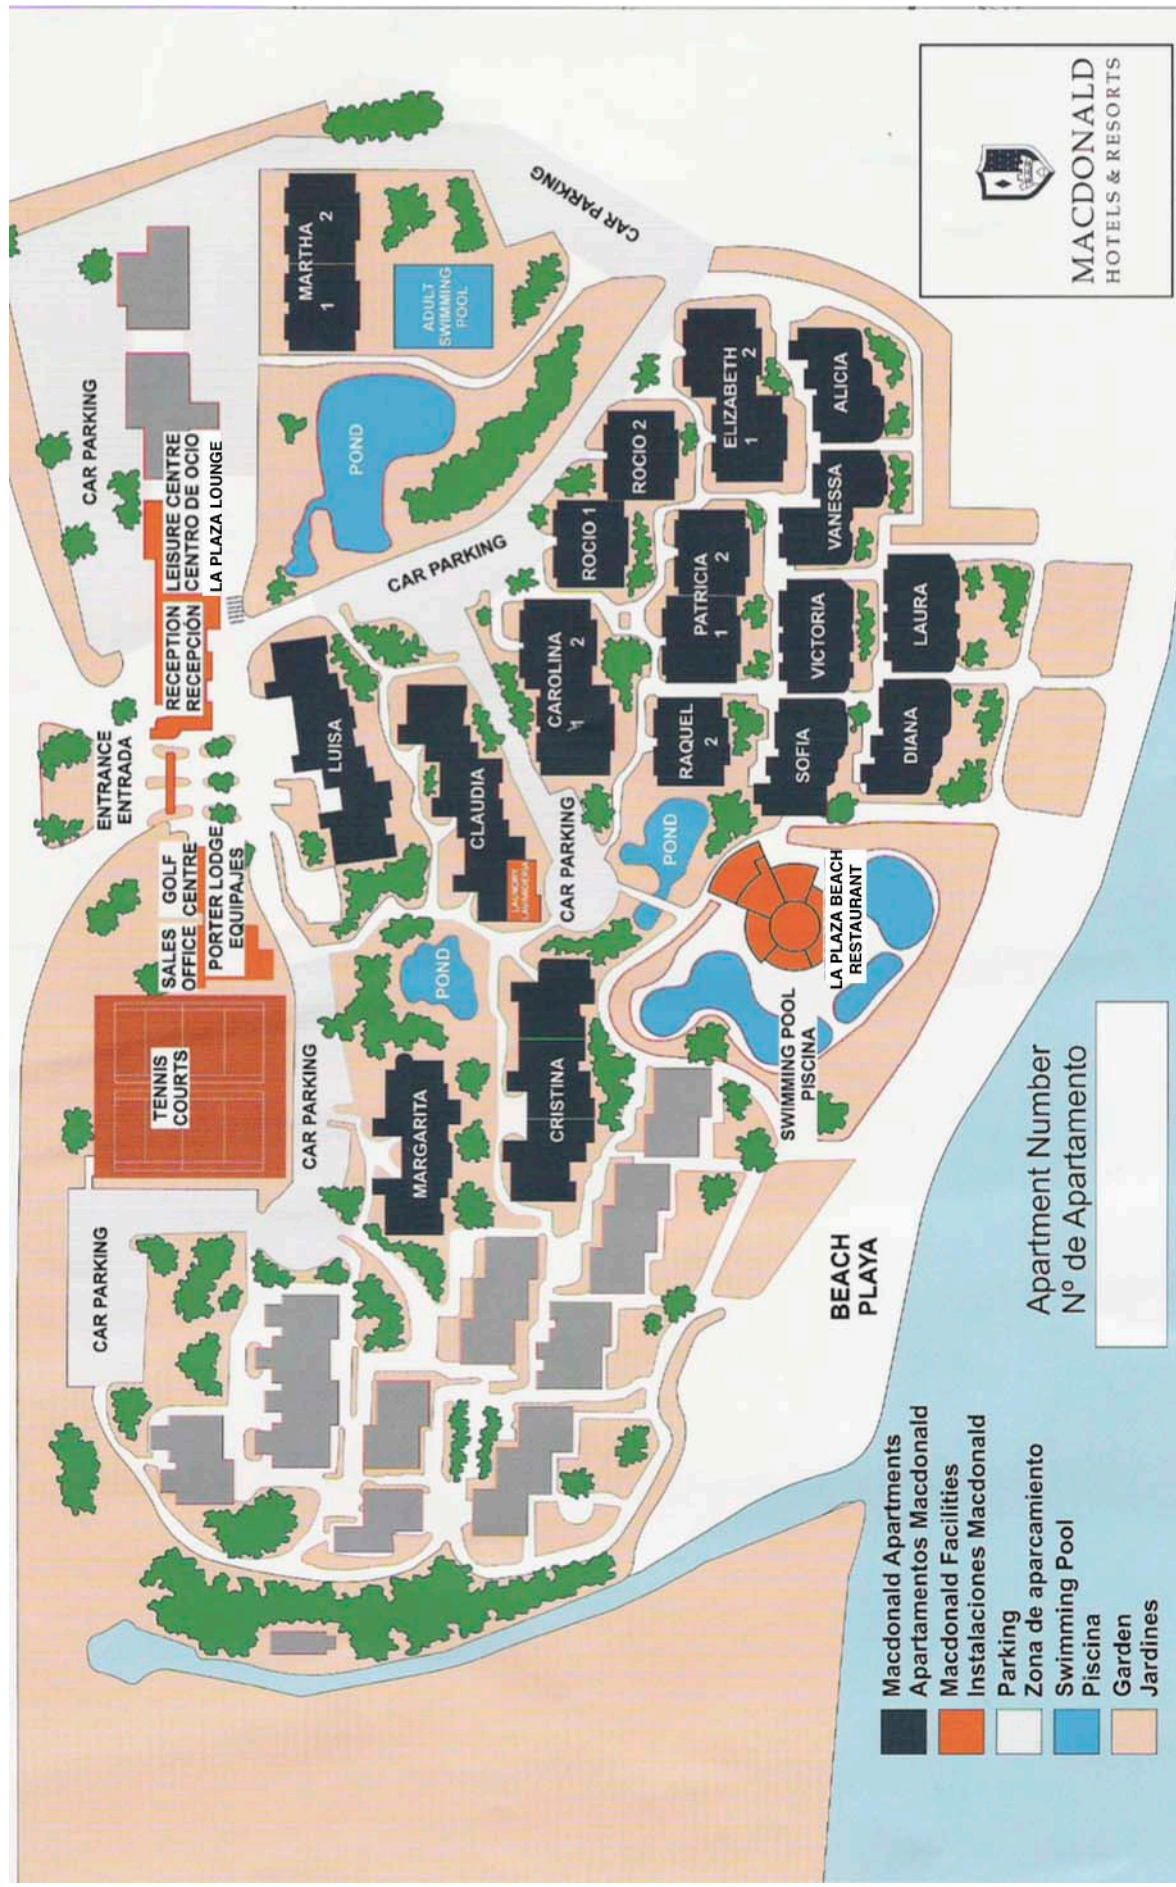 CAR PARKING
TENNIS
COURTS
SALES
OFFICE
GOLF
CENTRE
PORTER LODGE
EQUIPAJES
ENTRANCE
ENTRADA
RECEPTION
RECEPCIÓN
LEISURE CENTRE
CENTRO DE OCIO
LA PLAZA LOUNGE
CAR PARKING
CAR PARKING
MARTHA
1
2
ADULT
SWIMMING
POOL
POND
CAR PARKING
CAR PARKING
MARGARITA
POND
LUISA
CLAUDIA
LAUNDRY
LAVANDERIA
CAR PARKING
CRISTINA
CAROLINA
1
2
ROCIO 1
ROCIO 2
RAQUEL
2
PATRICIA
1
2
ELIZABETH
1
2
POND
SOFIA
VICTORIA
VANESSA
ALICIA
DIANA
LAURA
SWIMMING POOL
PISCINA
LA PLAZA BEACH
RESTAURANT
BEACH
PLAYA
Macdonald Apartments
Apartamentos Macdonald
Macdonald Facilities
Instalaciones Macdonald
Parking
Zona de aparcamiento
Swimming Pool
Piscina
Garden
Jardines
Apartment Number
Nº de Apartamento
MACDONALD
HOTELS & RESORTS